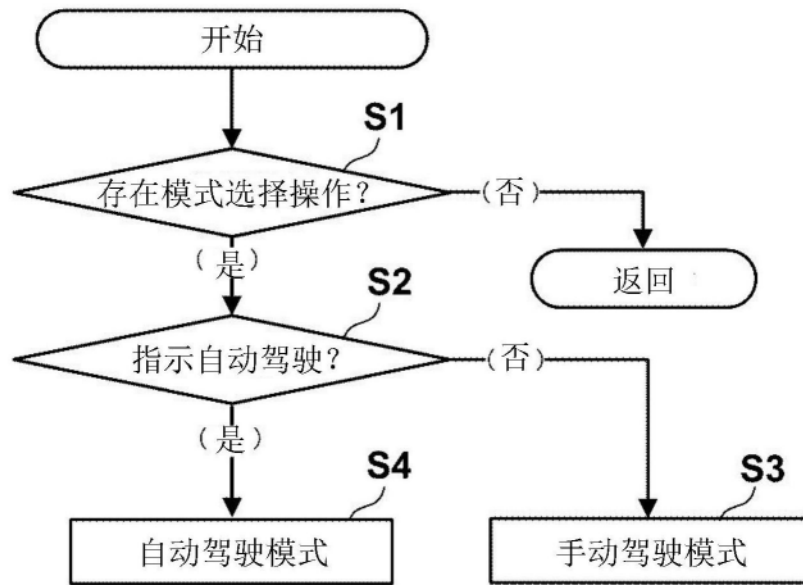 开始
S1
存在模式选择操作？
(否)
(是)
返回
S2
指示自动驾驶？
(否)
(是)
S4
S3
自动驾驶模式
手动驾驶模式